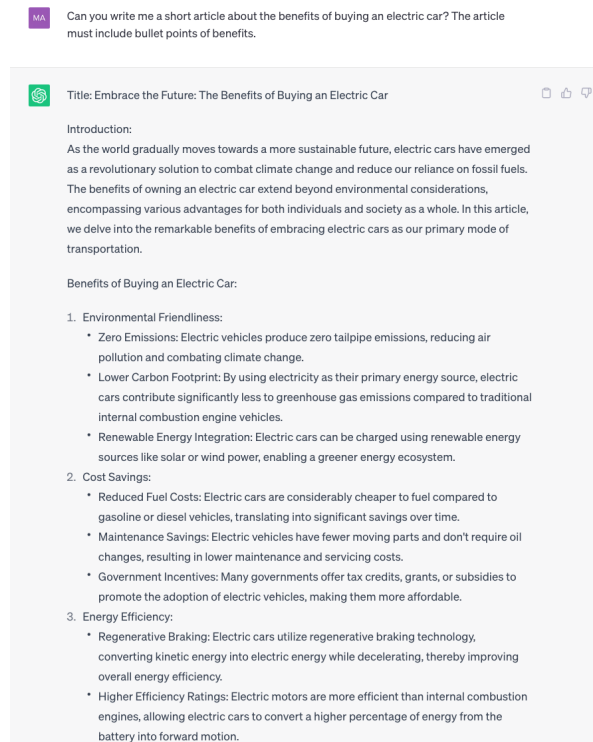 MA
Can you write me a short article about the benefits of buying an electric car? The article
must include bullet points of benefits.
Title: Embrace the Future: The Benefits of Buying an Electric Car
Introduction:
As the world gradually moves towards a more sustainable future, electric cars have emerged
as a revolutionary solution to combat climate change and reduce our reliance on fossil fuels.
The benefits of owning an electric car extend beyond environmental considerations,
encompassing various advantages for both individuals and society as a whole. In this article,
we delve into the remarkable benefits of embracing electric cars as our primary mode of
transportation.
Benefits of Buying an Electric Car:
1. Environmental Friendliness:
• Zero Emissions: Electric vehicles produce zero tailpipe emissions, reducing air
pollution and combating climate change.
• Lower Carbon Footprint: By using electricity as their primary energy source, electric
cars contribute significantly less to greenhouse gas emissions compared to traditional
internal combustion engine vehicles.
• Renewable Energy Integration: Electric cars can be charged using renewable energy
sources like solar or wind power, enabling a greener energy ecosystem.
2. Cost Savings:
• Reduced Fuel Costs: Electric cars are considerably cheaper to fuel compared to
gasoline or diesel vehicles, translating into significant savings over time.
• Maintenance Savings: Electric vehicles have fewer moving parts and don't require oil
changes, resulting in lower maintenance and servicing costs.
• Government Incentives: Many governments offer tax credits, grants, or subsidies to
promote the adoption of electric vehicles, making them more affordable.
3. Energy Efficiency:
• Regenerative Braking: Electric cars utilize regenerative braking technology,
converting kinetic energy into electric energy while decelerating, thereby improving
overall energy efficiency.
• Higher Efficiency Ratings: Electric motors are more efficient than internal combustion
engines, allowing electric cars to convert a higher percentage of energy from the
battery into forward motion.